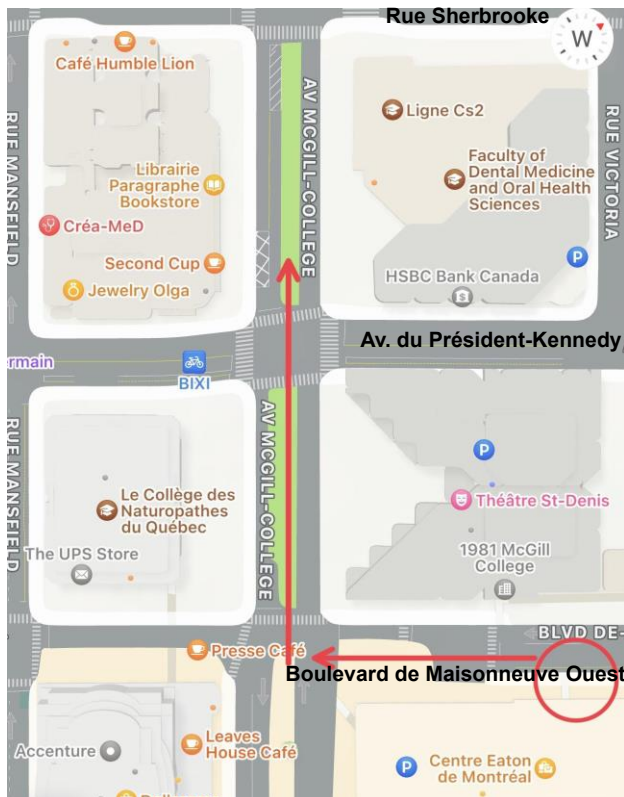 Rue Sherbrooke
W
Café Humble Lion
Ligne Cs2
RUE MANSFIELD
AV MCGILL-COLLEGE
RUE VICTORIA
Librairie
Paragraphe
Bookstore
Faculty of
Dental Medicine
and Oral Health
Sciences
Créa-MeD
Second Cup
P
Jewelry Olga
HSBC Bank Canada
$
Av. du Président-Kennedy
ermain
BIXI
RUE MANSFIELD
AV MCGILL-COLLEGE
P
Le Collège des
Naturopathes
du Québec
Théâtre St-Denis
The UPS Store
1981 McGill
College
BLVD DE-
Presse Café
Boulevard de Maisonneuve Ouest
Accenture
Leaves
House Café
P
Centre Eaton
de Montréal